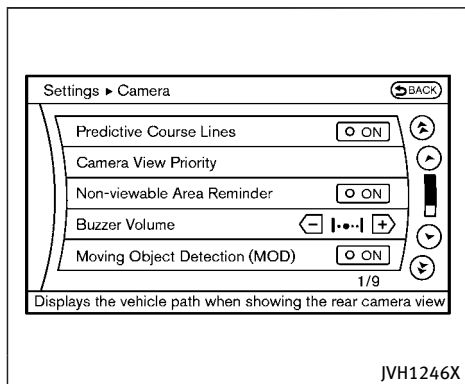 Settings ▸ Camera BACK
Predictive Course Lines ON
Camera View Priority
Non-viewable Area Reminder ON
Buzzer Volume − +
Moving Object Detection (MOD) ON
1/9
Displays the vehicle path when showing the rear camera view
JVH1246X